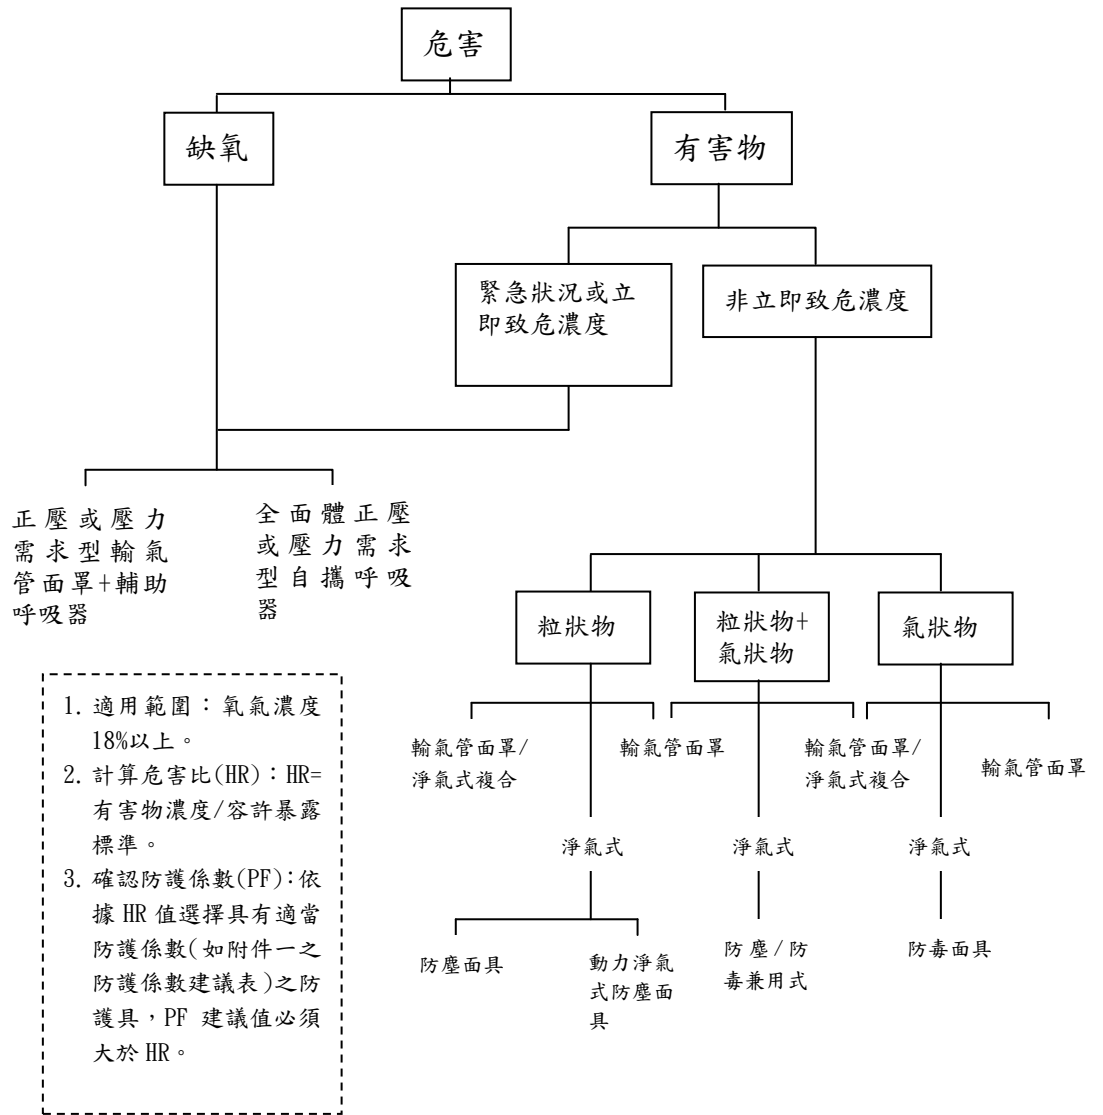 危害
缺氧
有害物
緊急狀況或立
即致危濃度
非立即致危濃度
正壓或壓力
需求型輸氣
管面罩+輔助
呼吸器
全面體正壓
或壓力需求
型自攜呼吸
器
粒狀物
粒狀物+
氣狀物
氣狀物
輸氣管面罩/
淨氣式複合
輸氣管面罩
輸氣管面罩/
淨氣式複合
輸氣管面罩
淨氣式
淨氣式
淨氣式
防塵面具
動力淨氣
式防塵面
具
防塵/防
毒兼用式
防毒面具
1. 適用範圍：氧氣濃度
18%以上。
2. 計算危害比(HR)：HR=
有害物濃度/容許暴露
標準。
3. 確認防護係數(PF)：依
據 HR 值選擇具有適當
防護係數(如附件一之
防護係數建議表)之防
護具，PF 建議值必須
大於 HR。